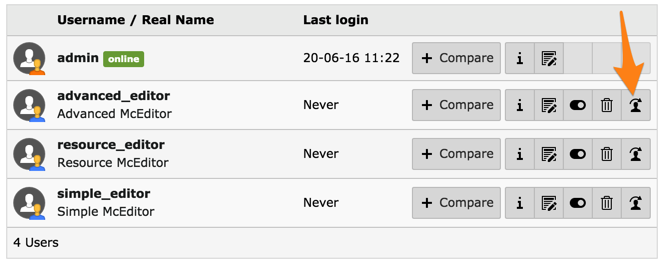 Username / Real Name Last login
admin online 20-06-16 11:22 + Compare
advanced_editor
Advanced McEditor Never + Compare
resource_editor
Resource McEditor Never + Compare
simple_editor
Simple McEditor Never + Compare
4 Users